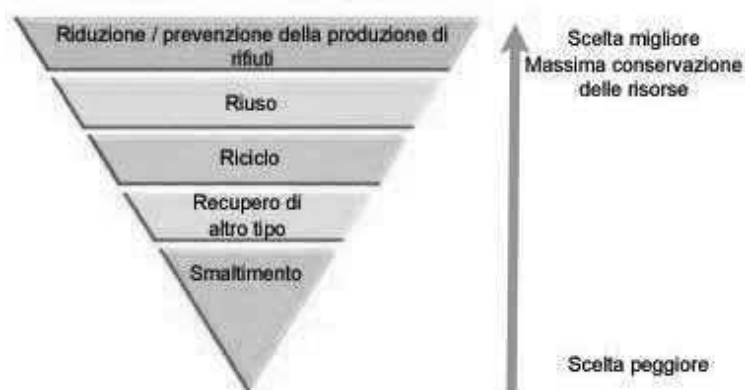 Riduzione / prevenzione della produzione di
rifiuti
Riuso
Riciclo
Recupero di
altro tipo
Smaltimento
Scelta migliore
Massima conservazione
delle risorse
Scelta peggiore